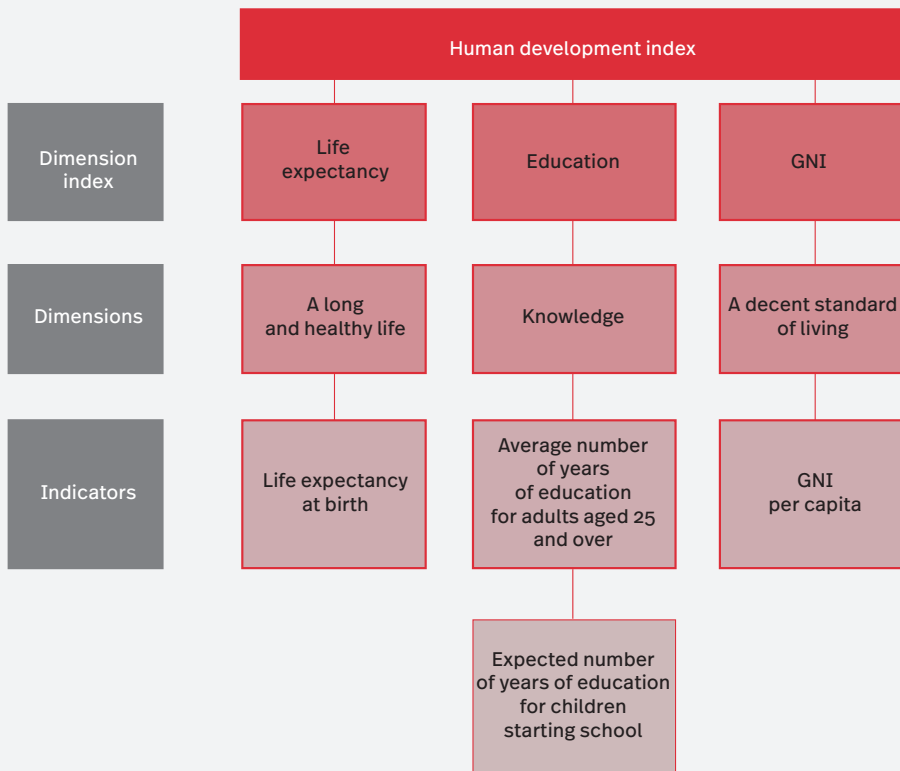 Human development index
Dimension
index
Life
expectancy
Education
GNI
Dimensions
A long
and healthy life
Knowledge
A decent standard
of living
Indicators
Life expectancy
at birth
Average number
of years
of education
for adults aged 25
and over
GNI
per capita
Expected number
of years of education
for children
starting school